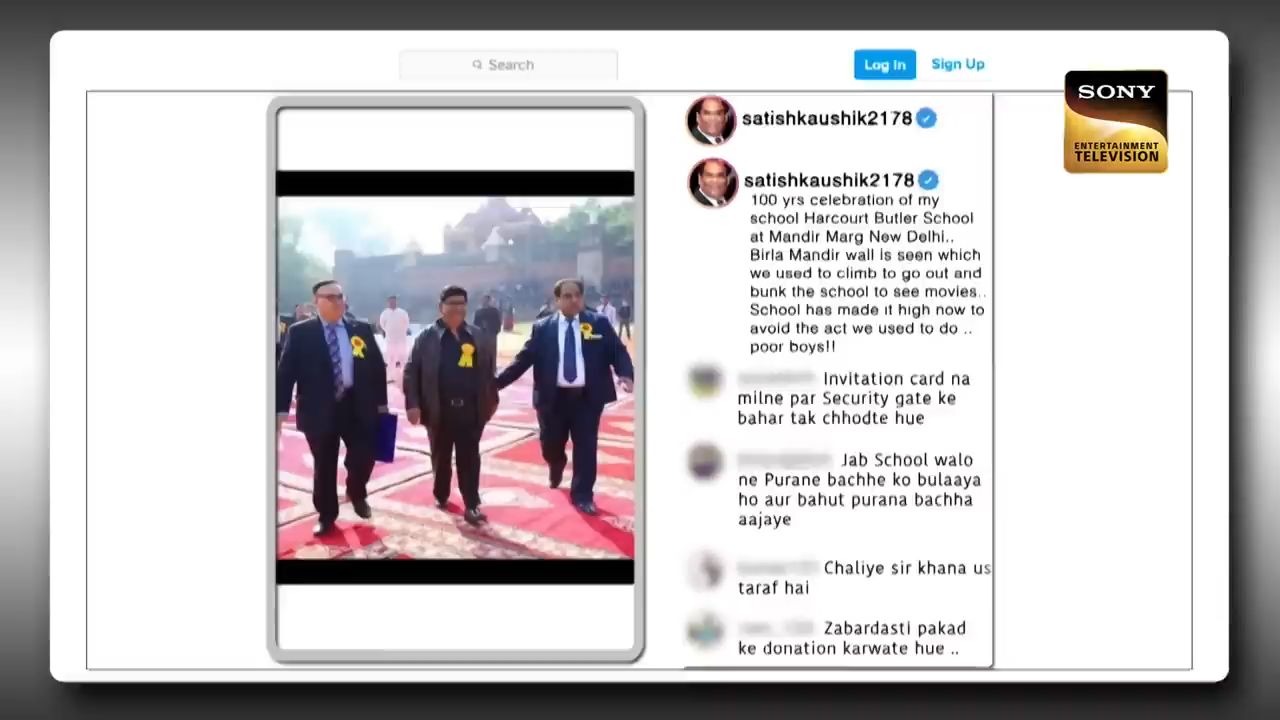 Search
Log In
Sign Up
SONY
ENTERTAINMENT
TELEVISION
satishkaushik2178
satishkaushik2178
100 yrs celebration of my
school Harcourt Butler School
at Mandir Marg New Delhi..
Birla Mandir wall is seen which
we used to climb to go out and
bunk the school to see movies..
School has made it high now to
avoid the act we used to do ..
poor boys!!
Invitation card na
milne par Security gate ke
bahar tak chhodte hue
Jab School walo
ne Purane bachhe ko bulaaya
ho aur bahut purana bachha
aajaye
Chaliye sir khana us
taraf hai
Zabardasti pakad
ke donation karwate hue ..